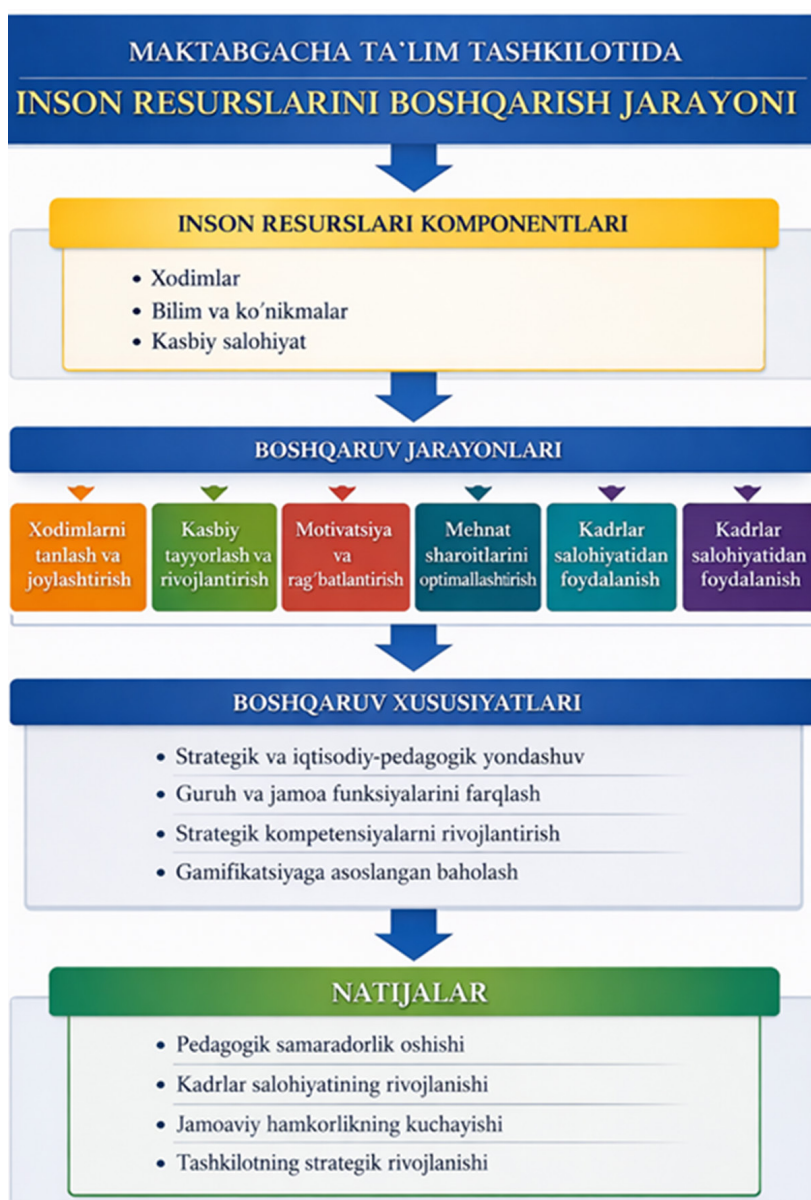 MAKTABGACHA TA`LIM TASHKILOTIDA
INSON RESURSLARINI BOSHQARISH JARAYONI
INSON RESURSLARI KOMPONENTLARI
• Xodimlar
• Bilim va ko′nikmalar
• Kasbiy salohiyat
BOSHQARUV JARAYONLARI
Xodimlarni
tanlash va
joylashtirish
Kasbiy
tayyorlash va
rivojlantirish
Motivatsiya
va
rag′batlantirish
Mehnat
sharoitlarini
optimallashtirish
Kadrlar
salohiyatidan
foydalanish
Kadrlar
salohiyatidan
foydalanish
BOSHQARUV XUSUSIYATLARI
• Strategik va iqtisodiy-pedagogik yondashuv
• Guruh va jamoa funksiyalarini farqlash
• Strategik kompetensiyalarni rivojlantirish
• Gamifikatsiyaga asoslangan baholash
NATIJALAR
• Pedagogik samaradorlik oshishi
• Kadrlar salohiyatining rivojlanishi
• Jamoaviy hamkorlikning kuchayishi
• Tashkilotning strategik rivojlanishi